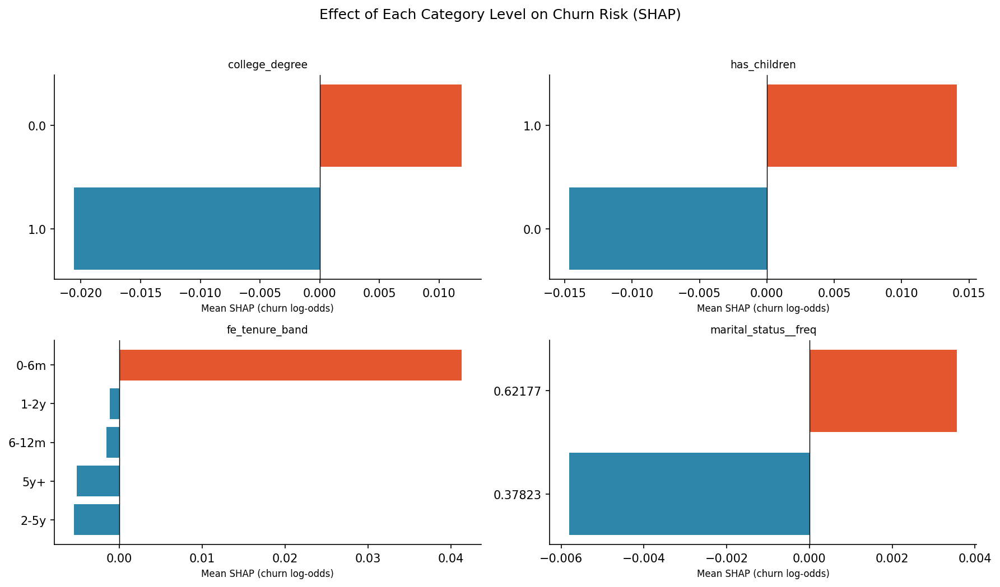 Effect of Each Category Level on Churn Risk (SHAP)
college_degree
0.0
1.0
−0.020 −0.015 −0.010 −0.005 0.000 0.005 0.010
Mean SHAP (churn log-odds)
has_children
1.0
0.0
−0.015 −0.010 −0.005 0.000 0.005 0.010 0.015
Mean SHAP (churn log-odds)
fe_tenure_band
0-6m
1-2y
6-12m
5y+
2-5y
0.00 0.01 0.02 0.03 0.04
Mean SHAP (churn log-odds)
marital_status__freq
0.62177
0.37823
−0.006 −0.004 −0.002 0.000 0.002 0.004
Mean SHAP (churn log-odds)